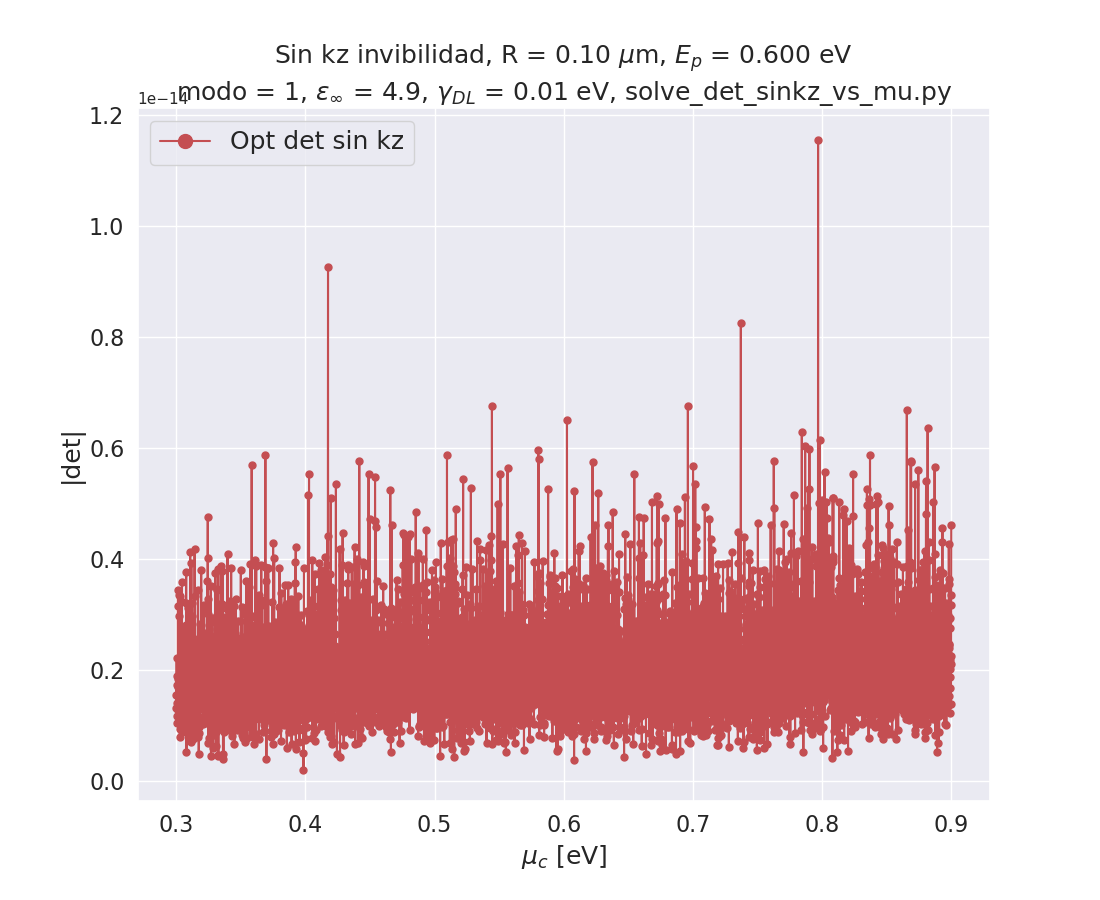 Sin kz invibilidad, R = 0.10 μm, E_p = 0.600 eV
modo = 1, ε_∞ = 4.9, γ_DL = 0.01 eV, solve_det_sinkz_vs_mu.py
1e−14
Opt det sin kz
1.2
1.0
0.8
0.6
0.4
0.2
0.0
|det|
0.3 0.4 0.5 0.6 0.7 0.8 0.9
μ_c [eV]